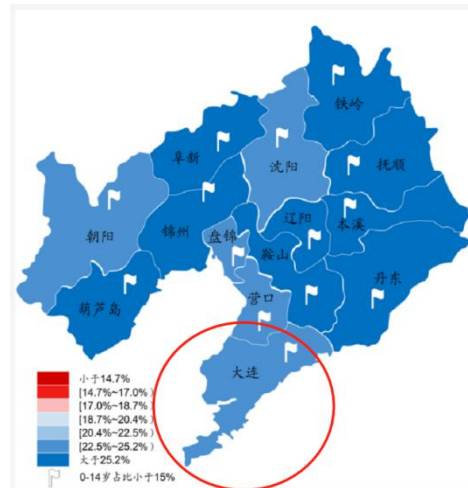 铁岭
阜新
沈阳
抚顺
朝阳
锦州
盘锦
辽阳
本溪
鞍山
葫芦岛
丹东
营口
大连
小于14.7%
[14.7%~17.0%)
[17.0%~18.7%)
[18.7%~20.4%)
[20.4%~22.5%)
[22.5%~25.2%)
大于25.2%
0-14岁占比小于15%